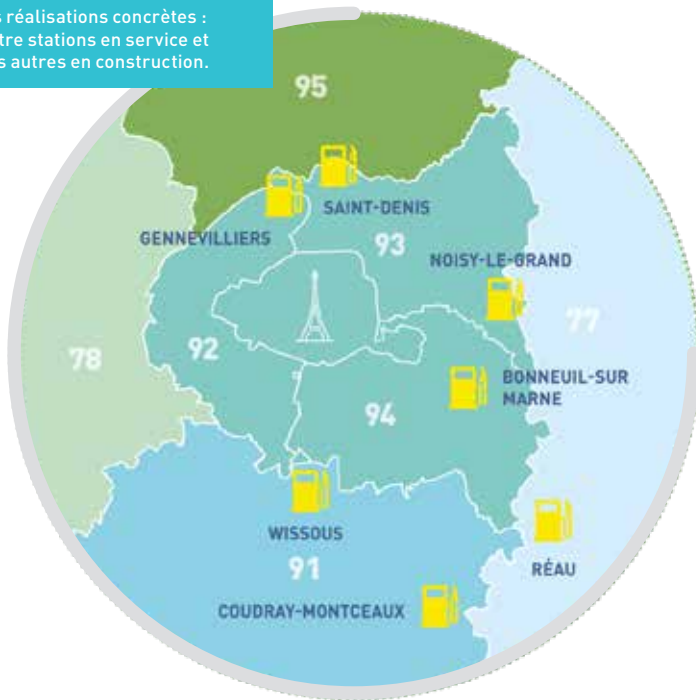 réalisations concrètes :
stations en service et
autres en construction.
95
SAINT-DENIS
GENNEVILLIERS
93
NOISY-LE-GRAND
77
92
78
BONNEUIL-SUR
MARNE
94
WISSOUS
91
RÉAU
COUDRAY-MONTCEAUX